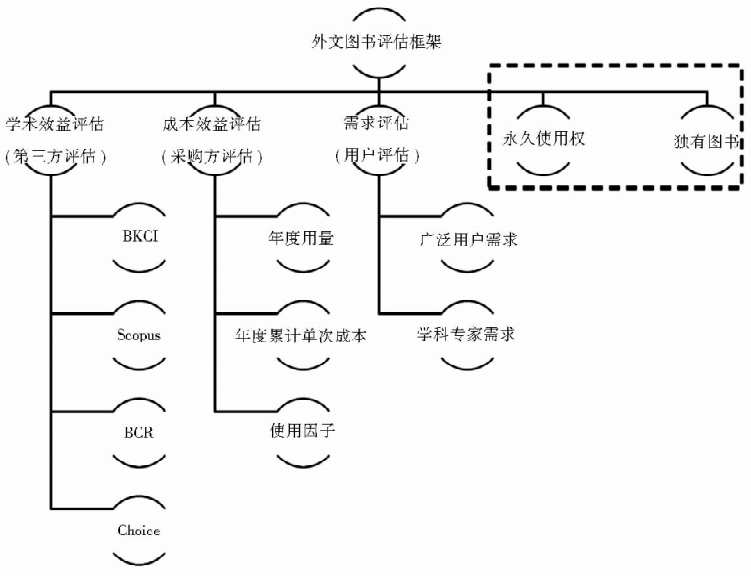 外文图书评估框架
学术效益评估
(第三方评估)
成本效益评估
(采购方评估)
需求评估
(用户评估)
永久使用权
独有图书
BKCI
Scopus
BCR
Choice
年度用量
年度累计单次成本
使用因子
广泛用户需求
学科专家需求